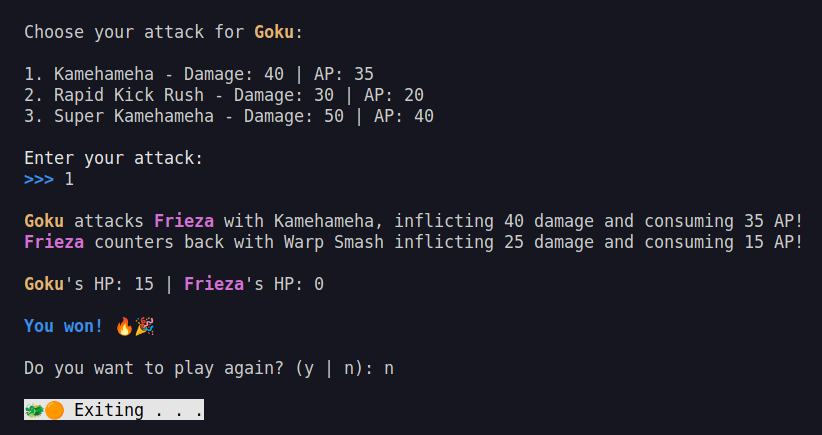 Choose your attack for Goku:
1. Kamehameha - Damage: 40 | AP: 35
2. Rapid Kick Rush - Damage: 30 | AP: 20
3. Super Kamehameha - Damage: 50 | AP: 40
Enter your attack:
>>> 1
Goku attacks Frieza with Kamehameha, inflicting 40 damage and consuming 35 AP!
Frieza counters back with Warp Smash inflicting 25 damage and consuming 15 AP!
Goku's HP: 15 | Frieza's HP: 0
You won! 🔥🎉
Do you want to play again? (y | n): n
🐲🟠 Exiting . . .